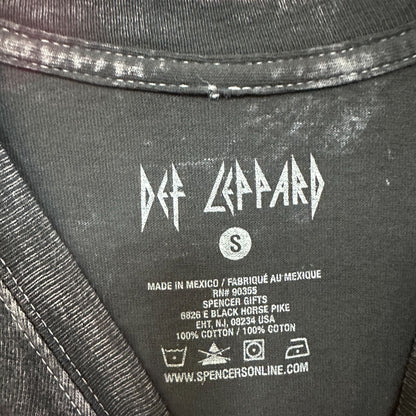 DEF LEPPARD
S
MADE IN MEXICO / FABRIQUÉ AU MEXIQUE
RN# 90355
SPENCER GIFTS
6826 E BLACK HORSE PIKE
EHT, NJ, 08234 USA
100% COTTON / 100% COTON
WWW.SPENCERSONLINE.COM